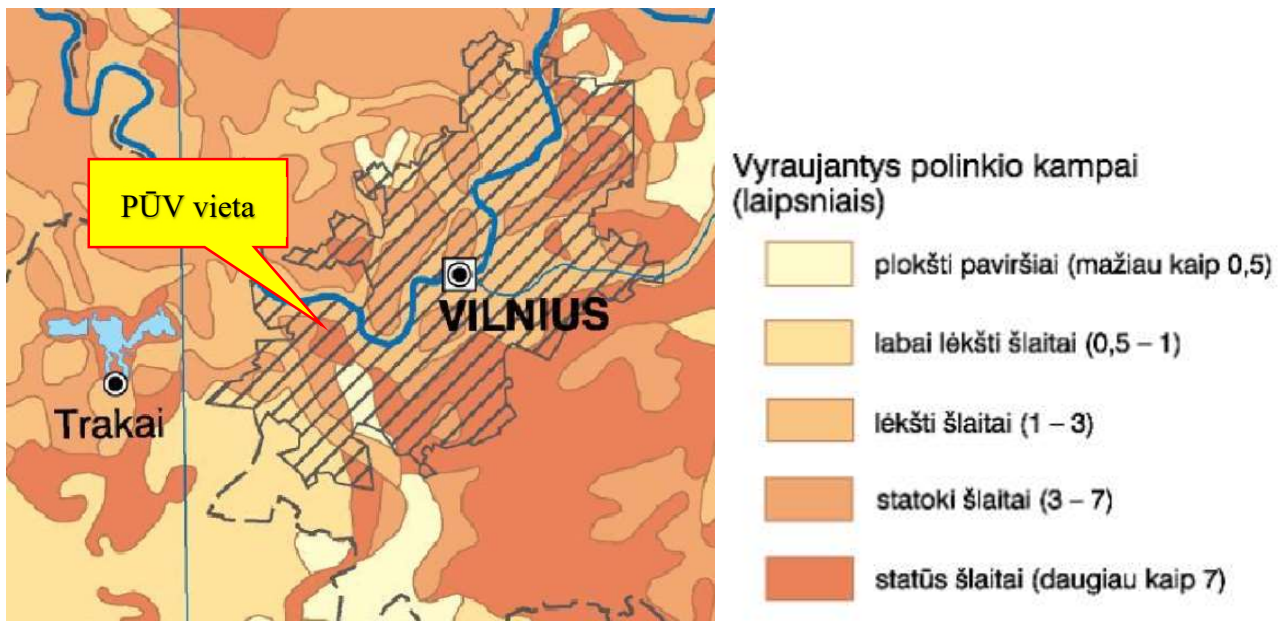 PŪV vieta
VILNIUS
Trakai
Vyraujantys polinkio kampai
(laipsniais)
plokšti paviršiai (mažiau kaip 0,5)
labai lėkšti šlaitai (0,5 – 1)
lėkšti šlaitai (1 – 3)
statoki šlaitai (3 – 7)
statūs šlaitai (daugiau kaip 7)